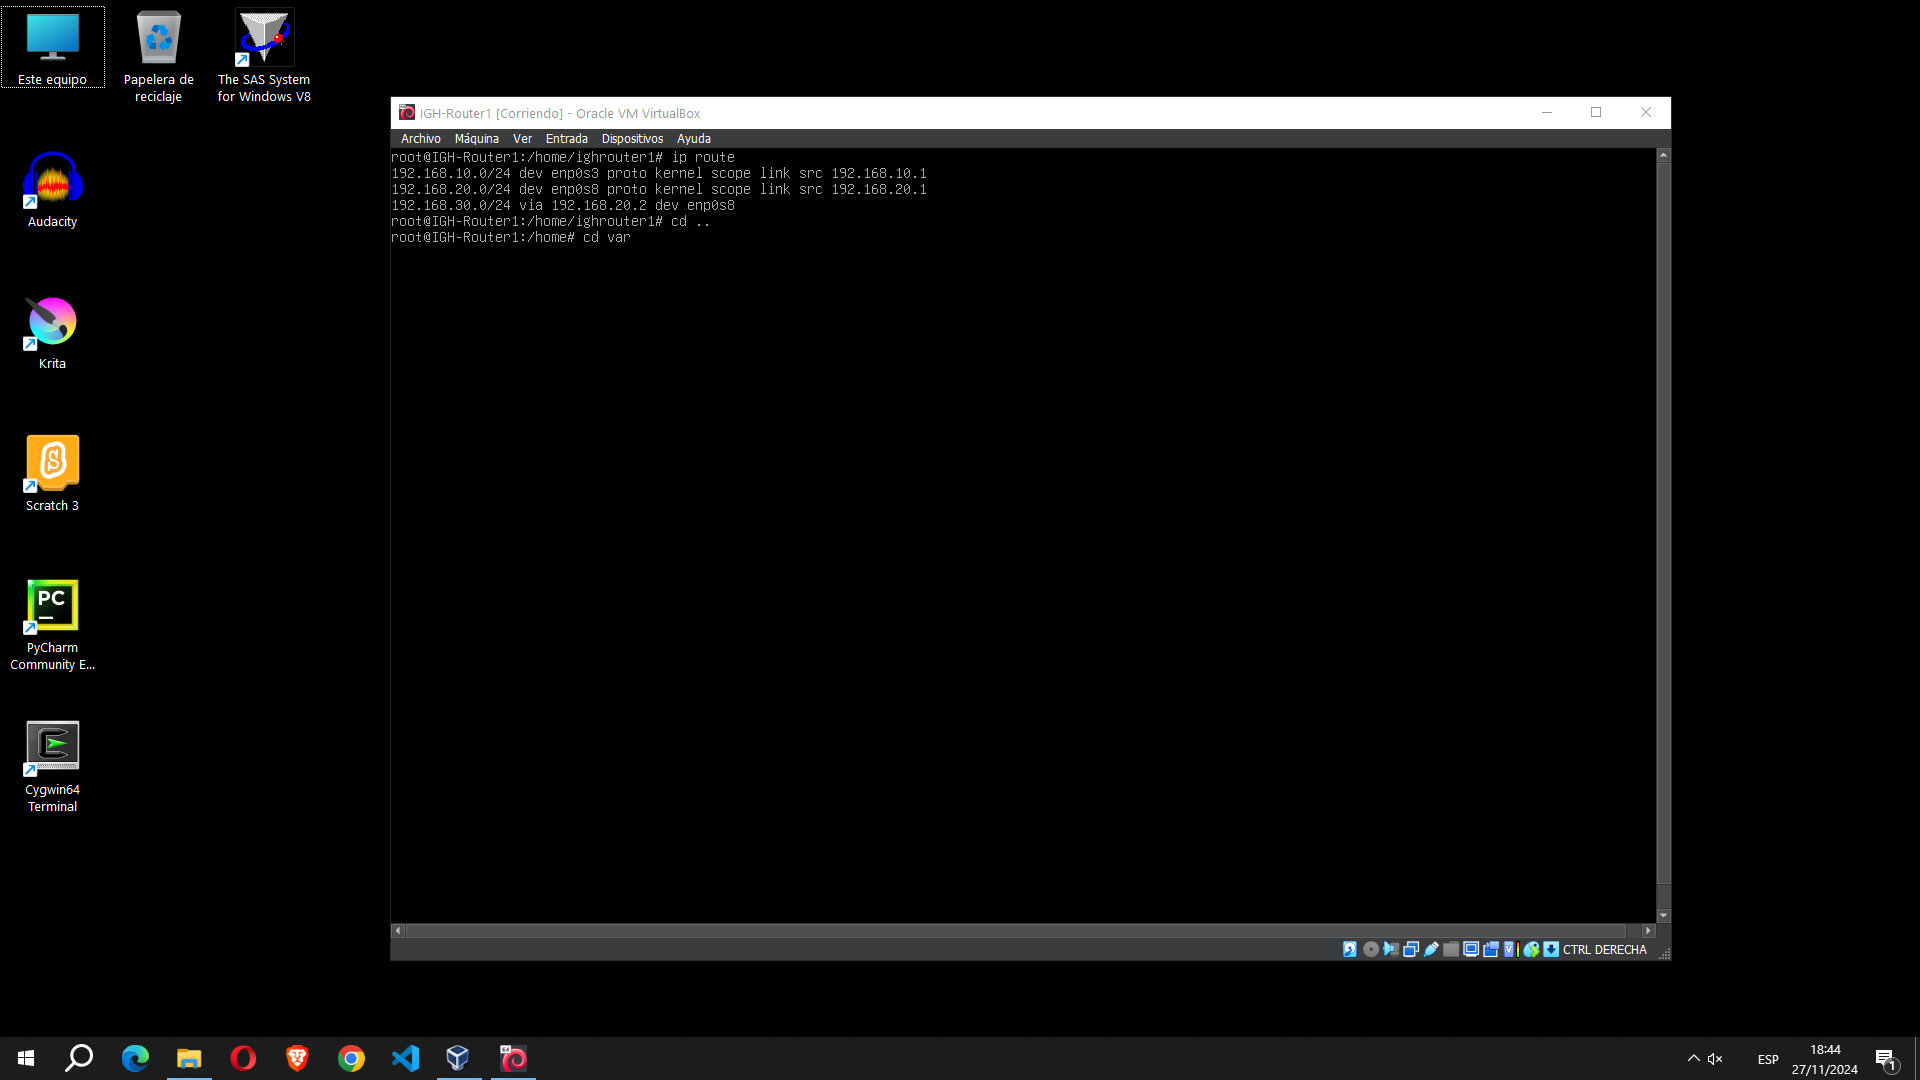 Este equipo
Papelera de
reciclaje
The SAS System
for Windows V8
Audacity
Krita
Scratch 3
PC
PyCharm
Community E...
Cygwin64
Terminal
IGH-Router1 [Corriendo] - Oracle VM VirtualBox
Archivo Máquina Ver Entrada Dispositivos Ayuda
root@IGH-Router1:/home/ighrouter1# ip route
192.168.10.0/24 dev enp0s3 proto kernel scope link src 192.168.10.1
192.168.20.0/24 dev enp0s8 proto kernel scope link src 192.168.20.1
192.168.30.0/24 via 192.168.20.2 dev enp0s8
root@IGH-Router1:/home/ighrouter1# cd ..
root@IGH-Router1:/home# cd var
CTRL DERECHA
ESP
18:44
27/11/2024
1